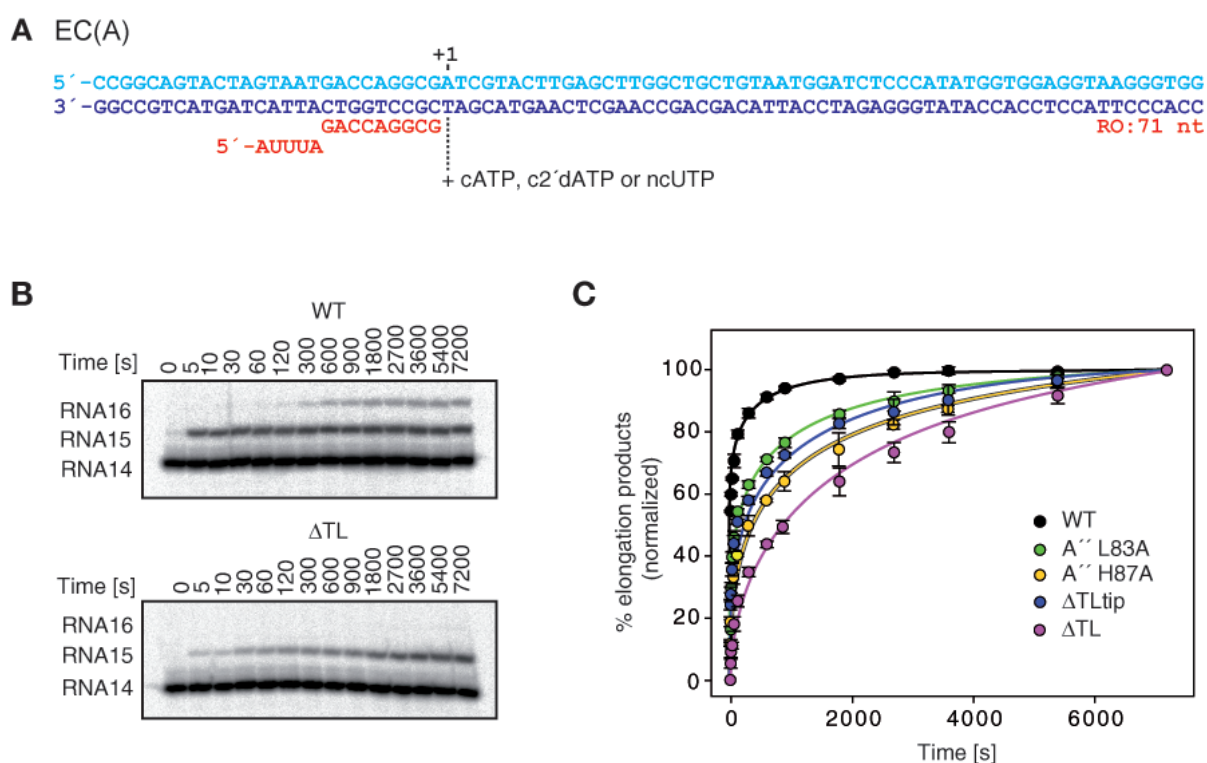 A EC(A)
+1
5´-CCGGCAGTACTAGTAATGACCAGGCGATCGTACTTGAGCTTGGCTGCTGTAATGGATCTCCCATATGGTGGAGGTAAGGGTGG
3´-GGCCGTCATGATCATTACTGGTCCGCTAGCATGAACTCGAACCGACGACATTACCTAGAGGGTATACCACCTCCATTCCCACC
GACCAGGCG RO:71 nt
5´-AUUUA
+ cATP, c2´dATP or ncUTP
B
WT
Time [s] 0 5 10 30 60 120 300 600 900 1800 2700 3600 5400 7200
RNA16
RNA15
RNA14
ΔTL
Time [s] 0 5 10 30 60 120 300 600 900 1800 2700 3600 5400 7200
RNA16
RNA15
RNA14
C
% elongation products
(normalized)
100
80
60
40
20
0
WT
A´´ L83A
A´´ H87A
ΔTLtip
ΔTL
0 2000 4000 6000
Time [s]